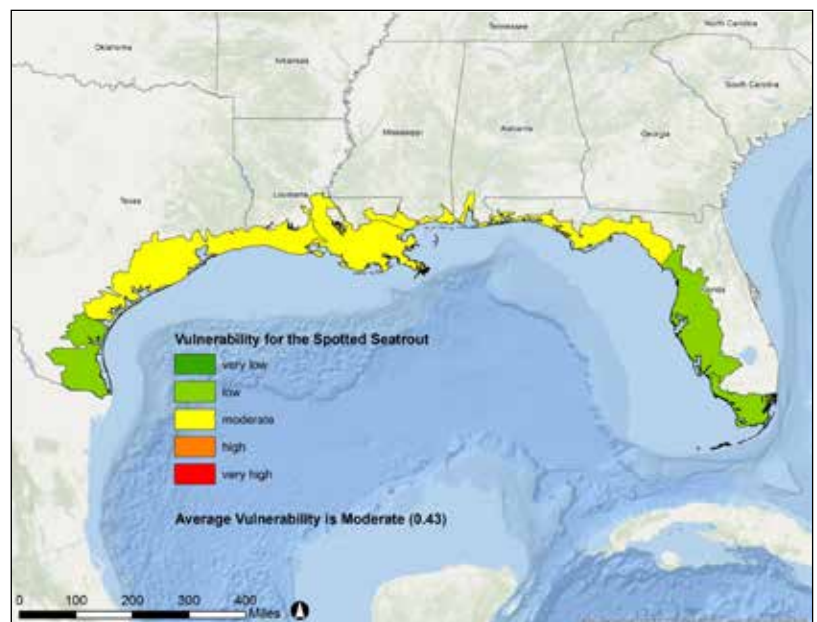 Oklahoma
Tennessee
North Carolina
Arkansas
South Carolina
Mississippi
Alabama
Georgia
Texas
Louisiana
Vulnerability for the Spotted Seatrout
very low
low
moderate
high
very high
Average Vulnerability is Moderate (0.43)
0 100 200 300 400
Miles